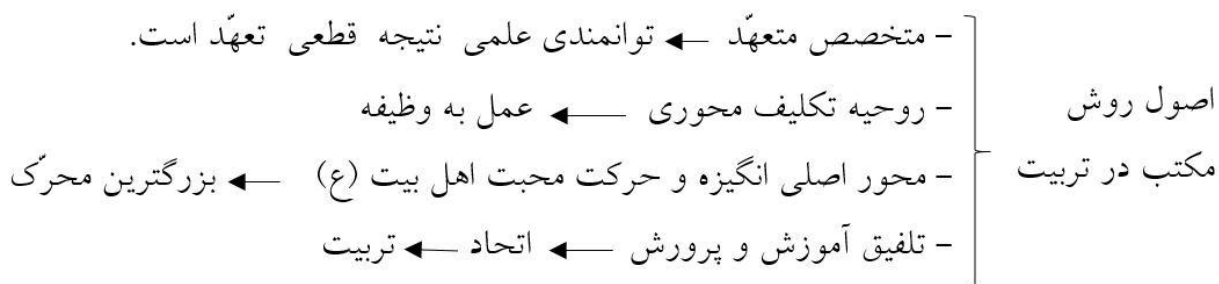 اصول روش
مکتب در تربیت
- متخصص متعهّد ← توانمندی علمی نتیجه قطعی تعهّد است.
- روحیه تکلیف محوری ← عمل به وظیفه
- محور اصلی انگیزه و حرکت محبت اهل بیت (ع) ← بزرگترین محرّک
- تلفیق آموزش و پرورش ← اتحاد ← تربیت